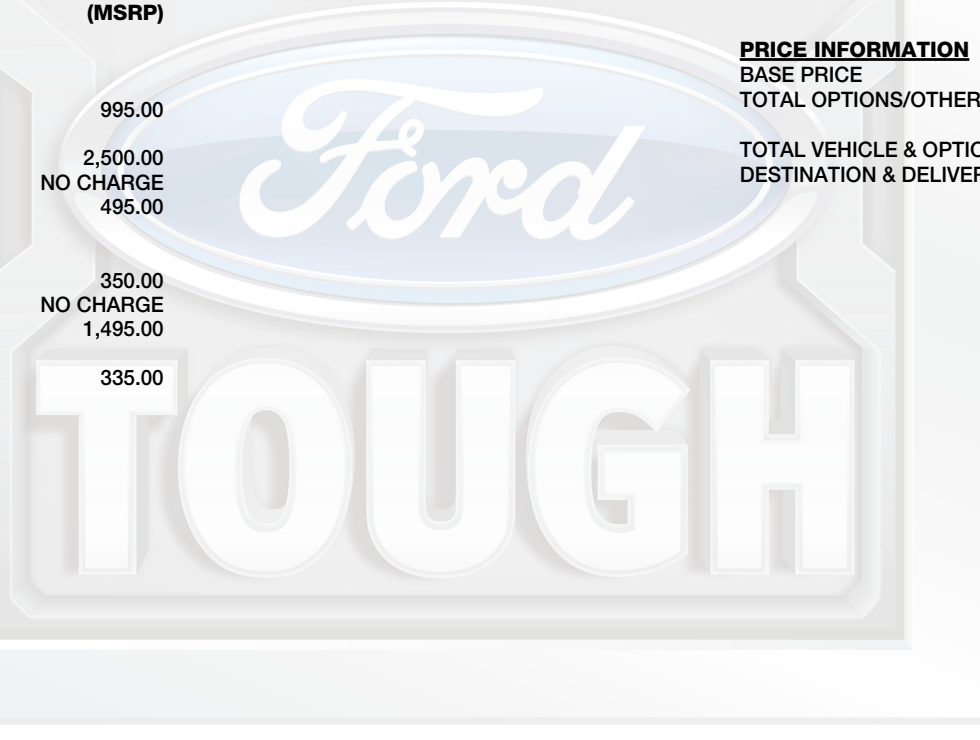 (MSRP)
995.00
2,500.00
NO CHARGE
495.00
350.00
NO CHARGE
1,495.00
335.00
PRICE INFORMATION
BASE PRICE
TOTAL OPTIONS/OTHER
TOTAL VEHICLE & OPTIO
DESTINATION & DELIVER
Ford
TOUGH